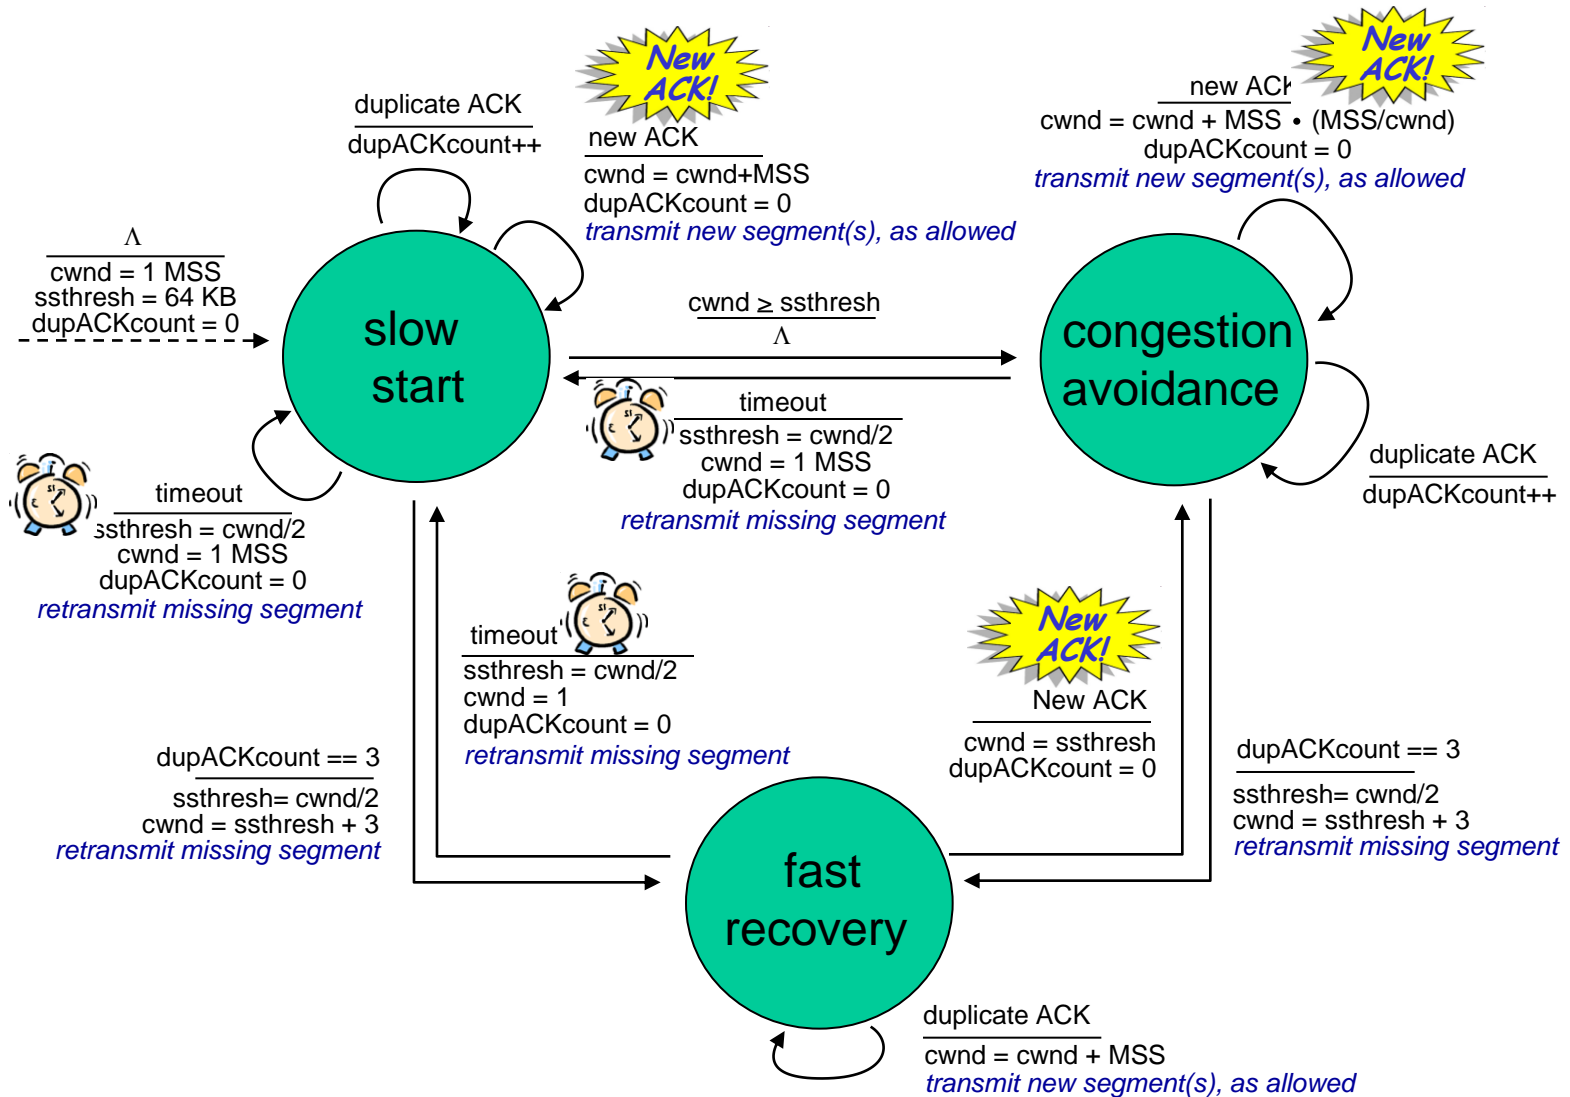 New
ACK!
duplicate ACK
dupACKcount++
new ACK
cwnd = cwnd+MSS
dupACKcount = 0
transmit new segment(s), as allowed
New
ACK!
new ACK
cwnd = cwnd + MSS • (MSS/cwnd)
dupACKcount = 0
transmit new segment(s), as allowed
Λ
cwnd = 1 MSS
ssthresh = 64 KB
dupACKcount = 0
slow
start
cwnd ≥ ssthresh
Λ
congestion
avoidance
timeout
ssthresh = cwnd/2
cwnd = 1 MSS
dupACKcount = 0
retransmit missing segment
duplicate ACK
dupACKcount++
timeout
ssthresh = cwnd/2
cwnd = 1 MSS
dupACKcount = 0
retransmit missing segment
timeout
ssthresh = cwnd/2
cwnd = 1
dupACKcount = 0
retransmit missing segment
New
ACK!
New ACK
cwnd = ssthresh
dupACKcount = 0
dupACKcount == 3
ssthresh= cwnd/2
cwnd = ssthresh + 3
retransmit missing segment
dupACKcount == 3
ssthresh= cwnd/2
cwnd = ssthresh + 3
retransmit missing segment
fast
recovery
duplicate ACK
cwnd = cwnd + MSS
transmit new segment(s), as allowed